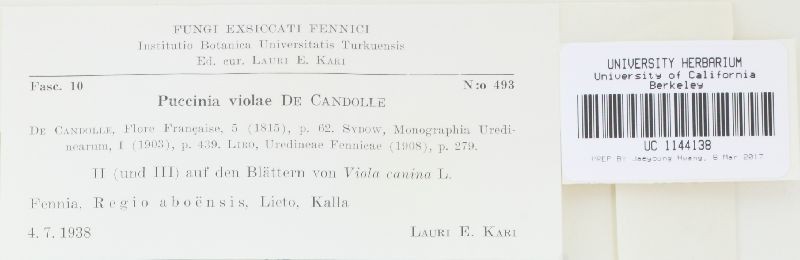 FUNGI EXSICCATI FENNICI
Institutio Botanica Universitatis Turkuensis
Ed. cur. LAURI E. KARI
Fasc. 10 N:o 493
Puccinia violae DE CANDOLLE
DE CANDOLLE, Flore Française, 5 (1815), p. 62. SYDOW, Monographia Uredi-
nearum, I (1903), p. 439. LIRO, Uredineae Fennicae (1908), p. 279.
II (und III) auf den Blättern von Viola canina L.
Fennia, Regio aboënsis, Lieto, Kalla
4. 7. 1938 LAURI E. KARI
UNIVERSITY HERBARIUM
University of California
Berkeley
UC 1144138
PREP BY Jaeyoung Hwang, 8 Mar 2017